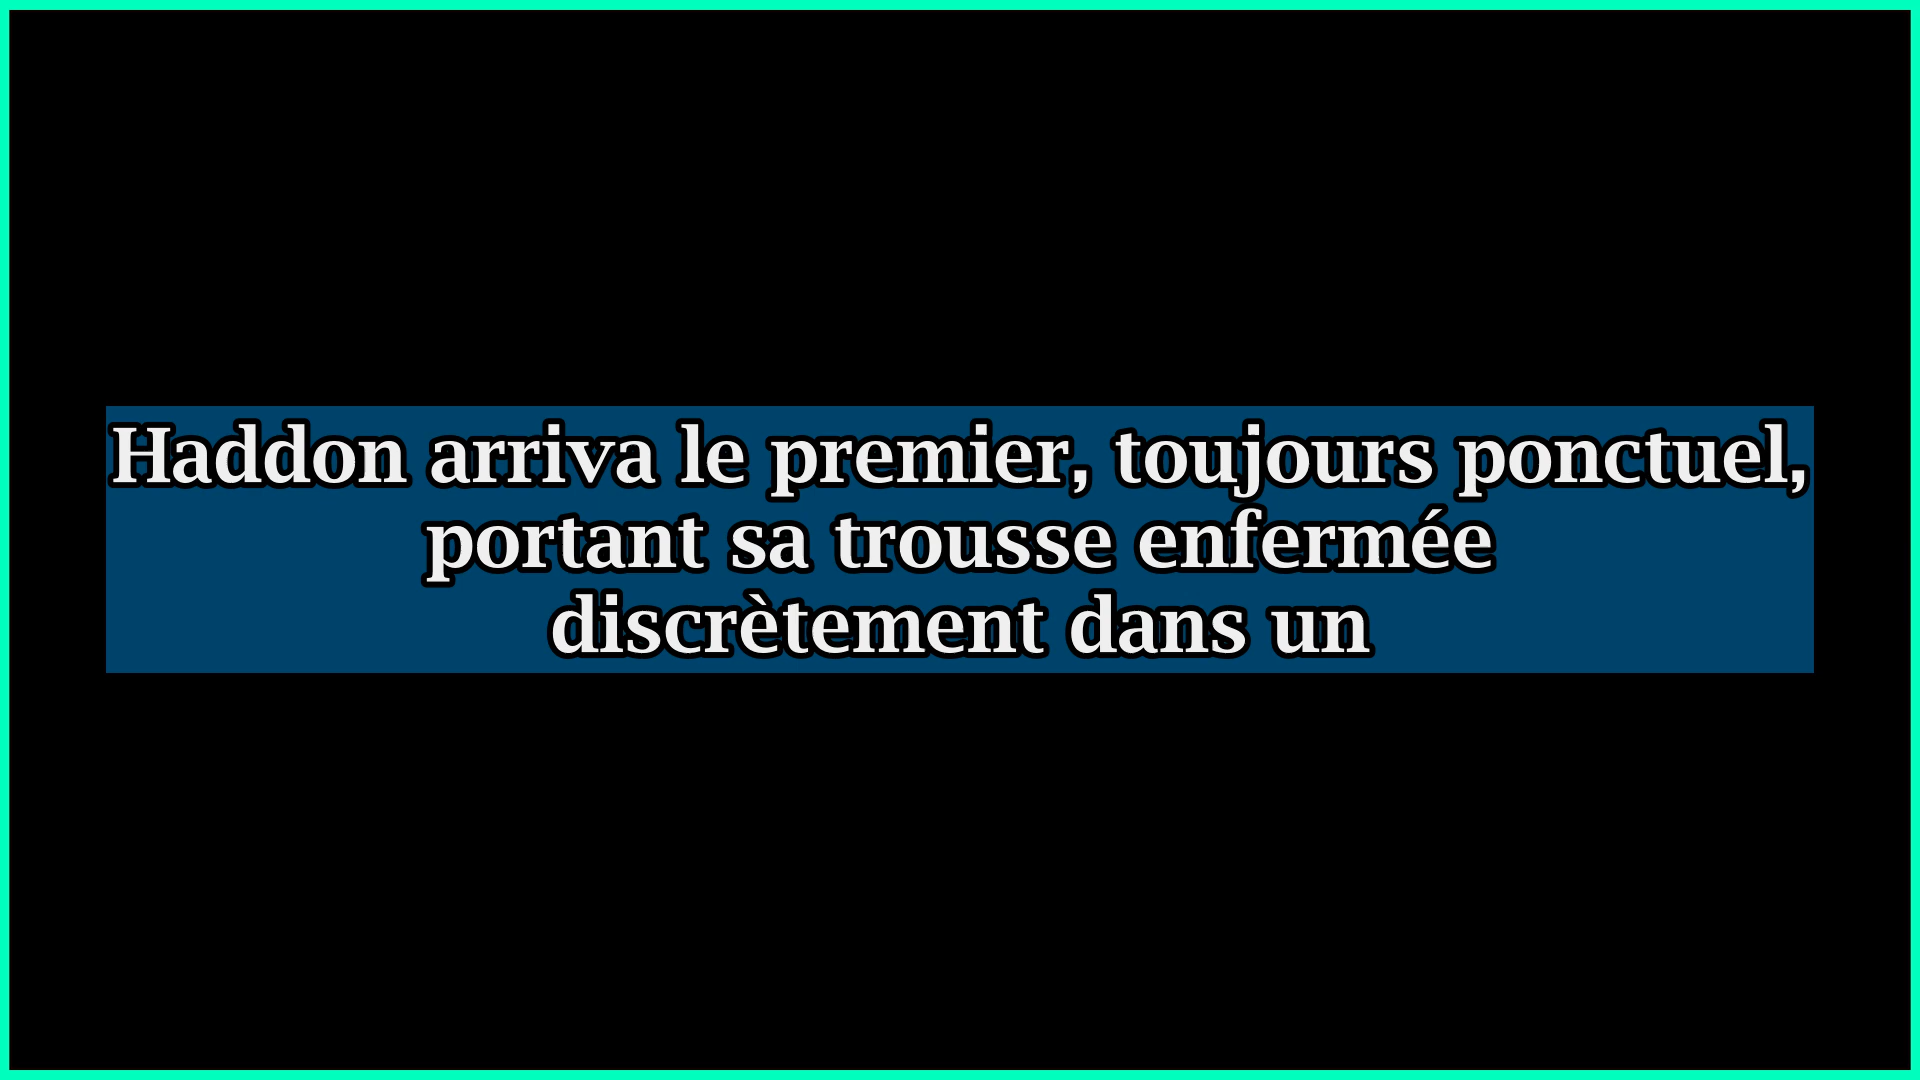 Haddon arriva le premier, toujours ponctuel,
portant sa trousse enfermée
discrètement dans un